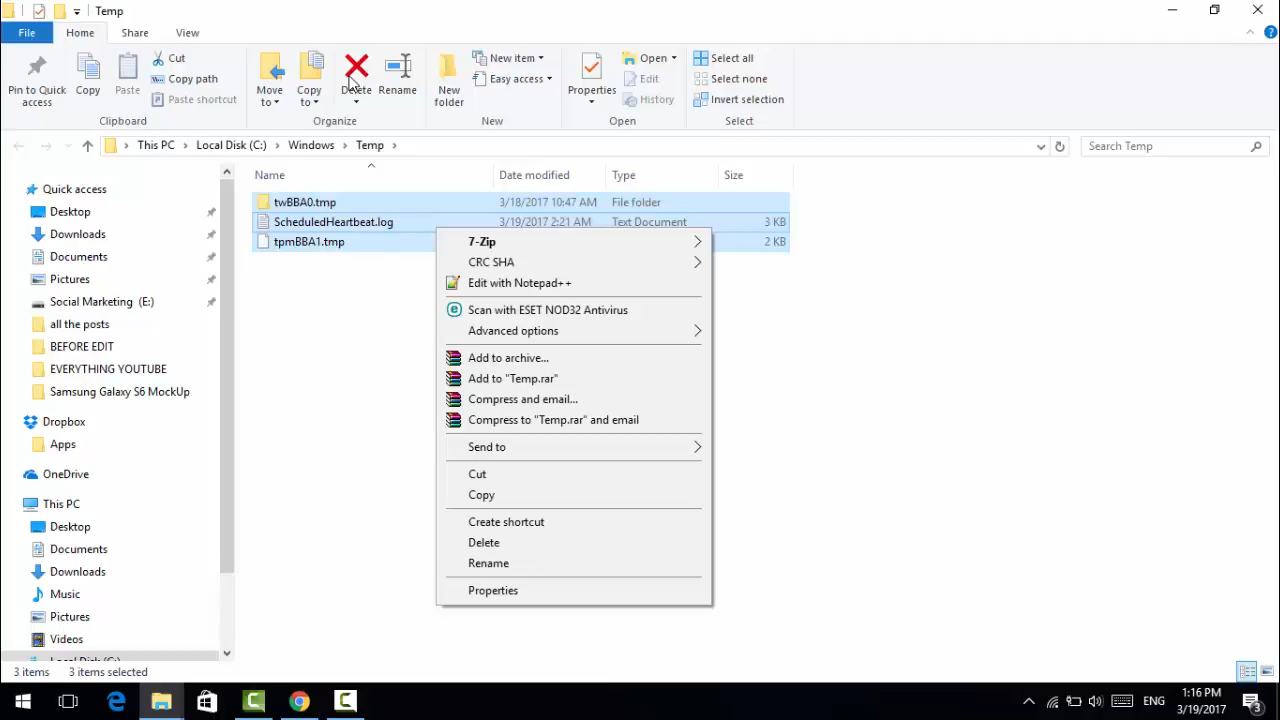 Temp
File Home Share View
Pin to Quick access
Copy
Paste
Cut
Copy path
Paste shortcut
Clipboard
Move to
Copy to
Delete
Rename
Organize
New folder
New item
Easy access
New
Properties
Open
Edit
History
Open
Select all
Select none
Invert selection
Select
This PC Local Disk (C:) Windows Temp
Search Temp
Name Date modified Type Size
twBBA0.tmp 3/18/2017 10:47 AM File folder
ScheduledHeartbeat.log 3/19/2017 2:21 AM Text Document 3 KB
tpmBBA1.tmp 2 KB
Quick access
Desktop
Downloads
Documents
Pictures
Social Marketing (E:)
all the posts
BEFORE EDIT
EVERYTHING YOUTUBE
Samsung Galaxy S6 MockUp
Dropbox
Apps
OneDrive
This PC
Desktop
Documents
Downloads
Music
Pictures
Videos
Local Disk (C:)
7-Zip
CRC SHA
Edit with Notepad++
Scan with ESET NOD32 Antivirus
Advanced options
Add to archive...
Add to "Temp.rar"
Compress and email...
Compress to "Temp.rar" and email
Send to
Cut
Copy
Create shortcut
Delete
Rename
Properties
3 items 3 items selected
ENG
1:16 PM
3/19/2017
3